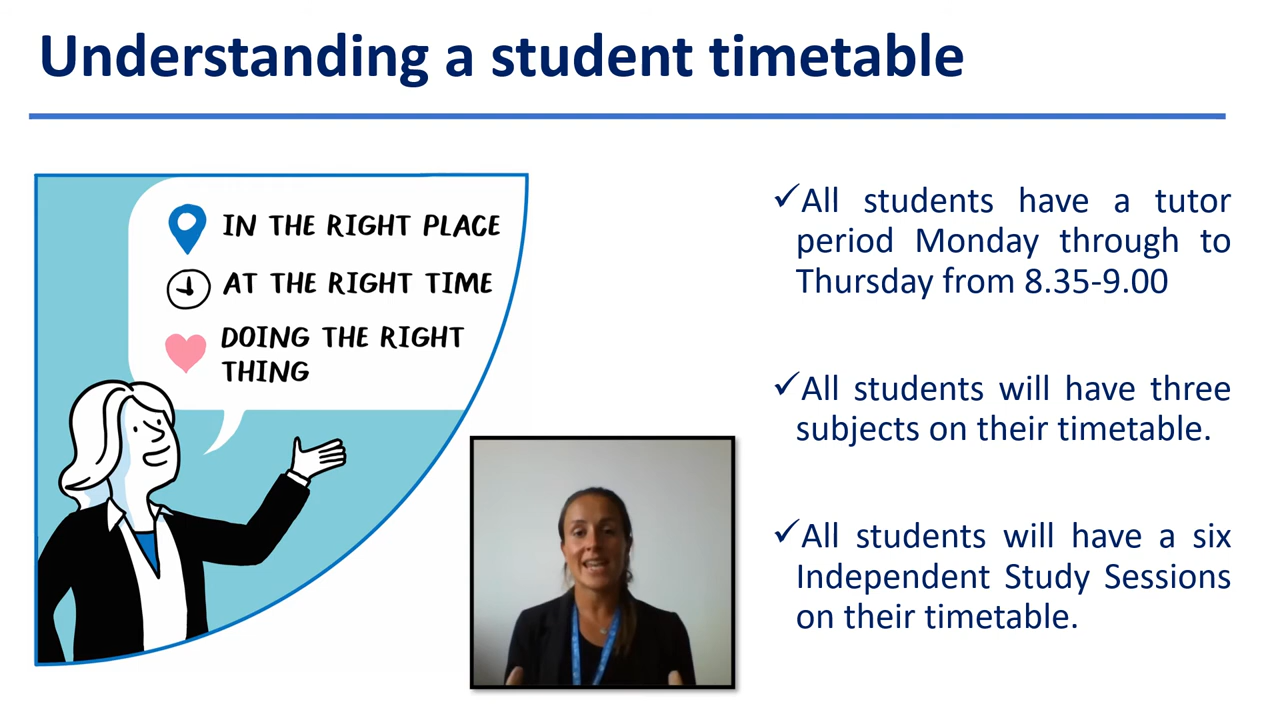 Understanding a student timetable
IN THE RIGHT PLACE
AT THE RIGHT TIME
DOING THE RIGHT
THING
✓All students have a tutor
period Monday through to
Thursday from 8.35-9.00
✓All students will have three
subjects on their timetable.
✓All students will have a six
Independent Study Sessions
on their timetable.